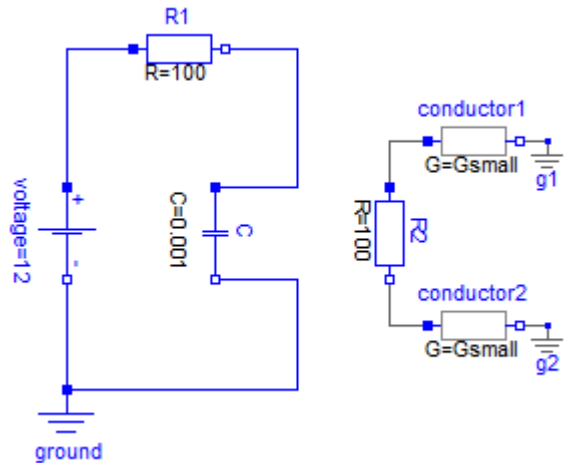 R1
R=100
conductor1
G=Gsmall
g1
voltage=12
+
-
C=0.001
C
R=100
R2
conductor2
G=Gsmall
g2
ground